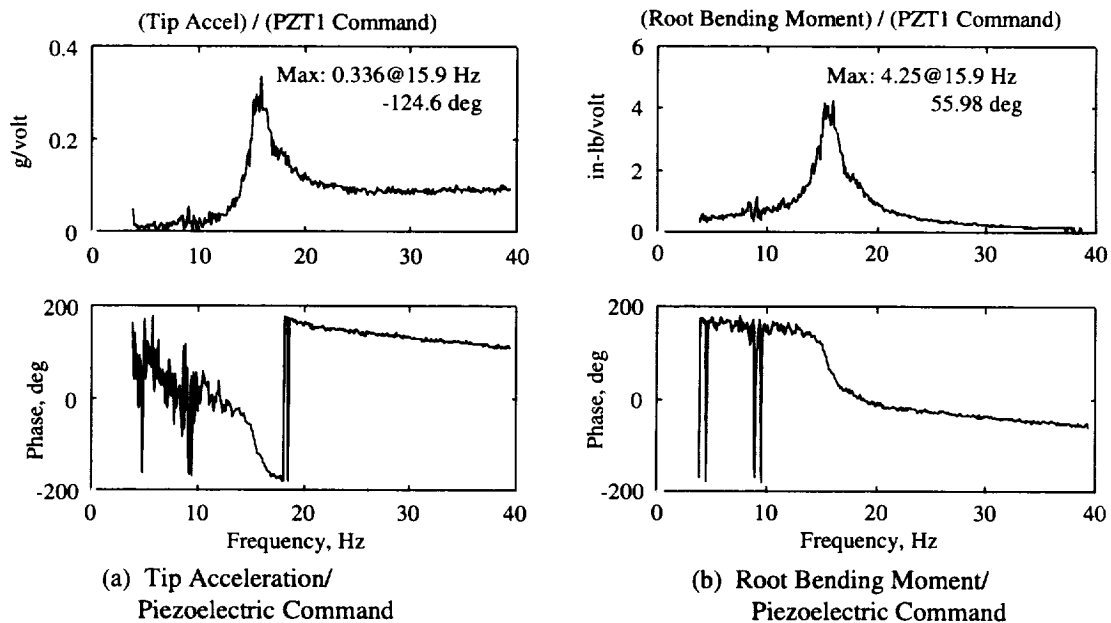 (Tip Accel) / (PZT1 Command)
0.4
0.2
0
g/volt
Max: 0.336@15.9 Hz
-124.6 deg
0 10 20 30 40
200
0
-200
Phase, deg
0 10 20 30 40
Frequency, Hz
(a) Tip Acceleration/
Piezoelectric Command
(Root Bending Moment) / (PZT1 Command)
6
4
2
0
in-lb/volt
Max: 4.25@15.9 Hz
55.98 deg
0 10 20 30 40
200
0
-200
Phase, deg
0 10 20 30 40
Frequency, Hz
(b) Root Bending Moment/
Piezoelectric Command